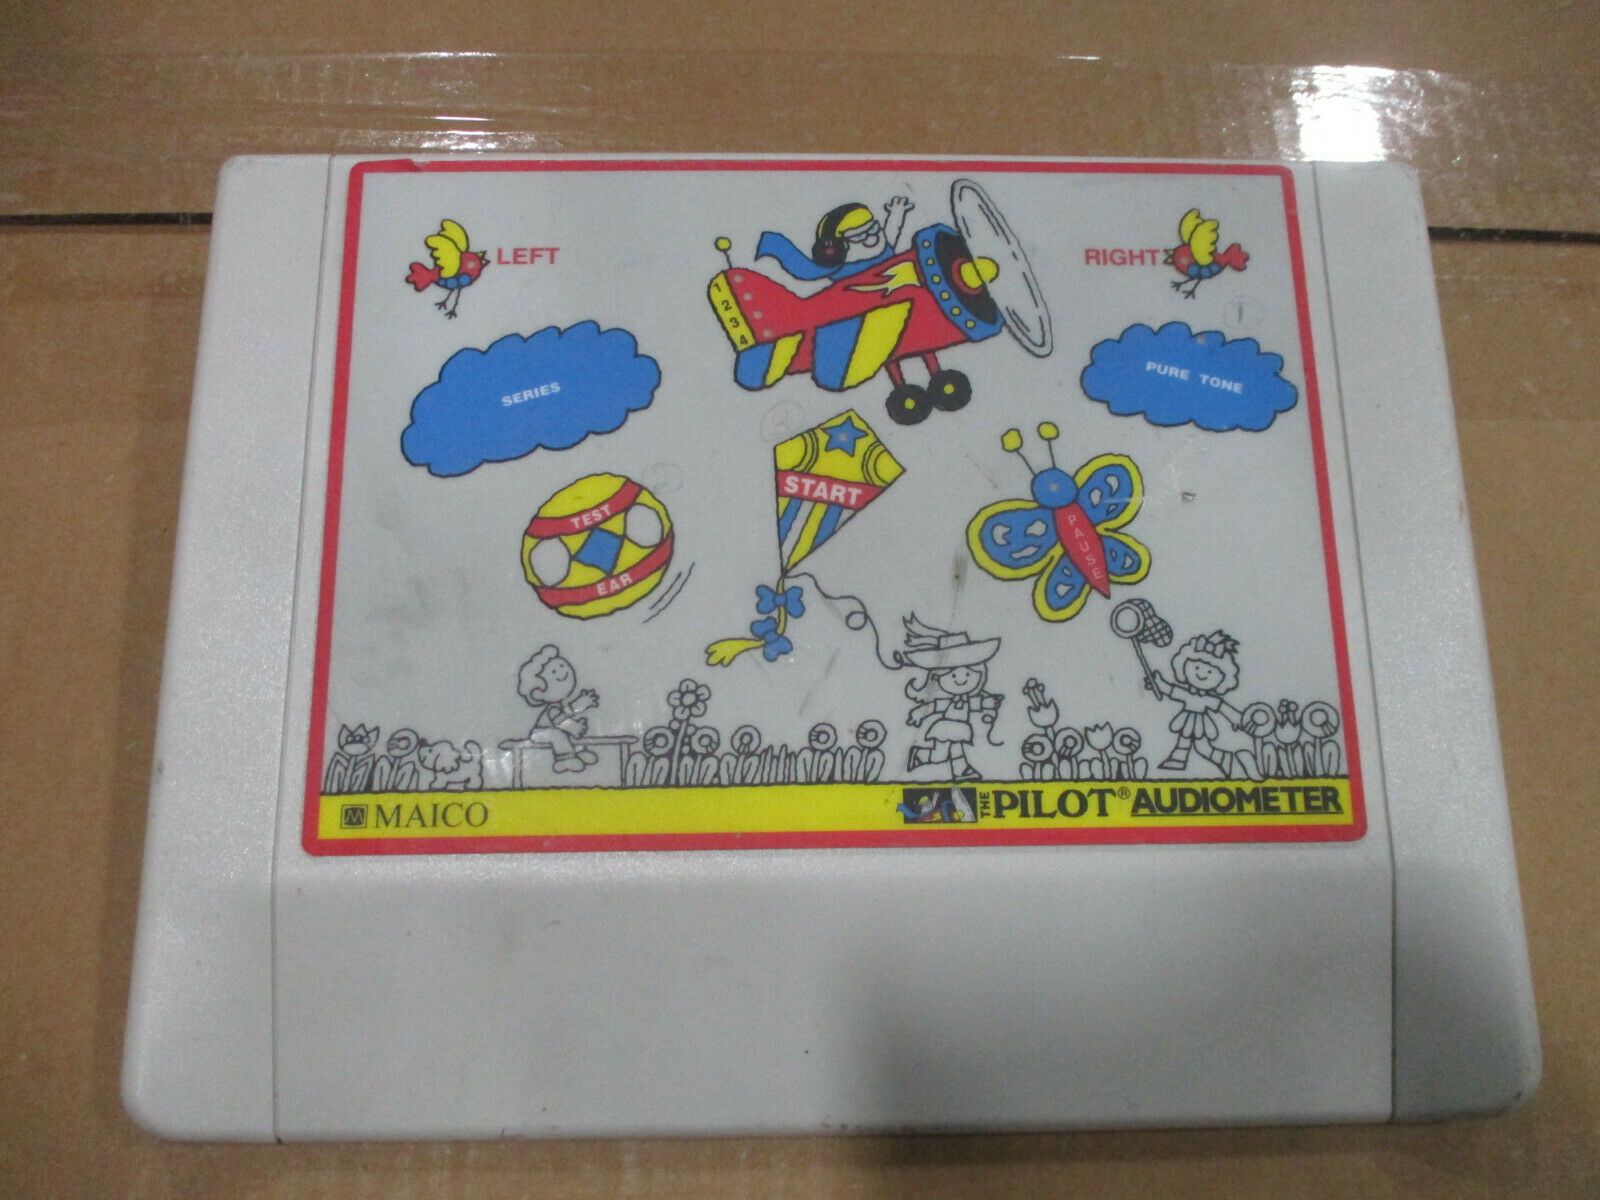 LEFT
RIGHT
1
2
3
4
SERIES
PURE TONE
START
TEST
EAR
PAUSE
MAICO
THE PILOT® AUDIOMETER